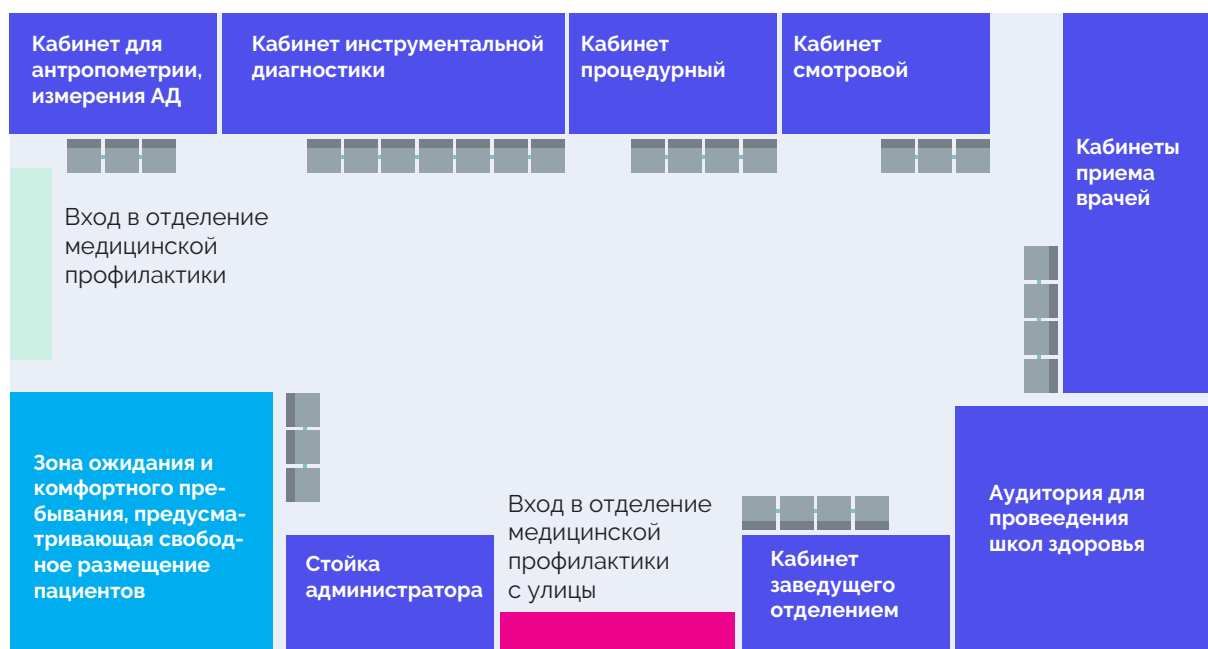 Кабинет для
антропометрии,
измерения АД
Кабинет инструментальной
диагностики
Кабинет
процедурный
Кабинет
смотровой
Кабинеты
приема
врачей
Вход в отделение
медицинской
профилактики
Зона ожидания и
комфортного пре-
бывания, предусма-
тривающая свобод-
ное размещение
пациентов
Стойка
администратора
Вход в отделение
медицинской
профилактики
с улицы
Кабинет
заведущего
отделением
Аудитория для
провеедения
школ здоровья